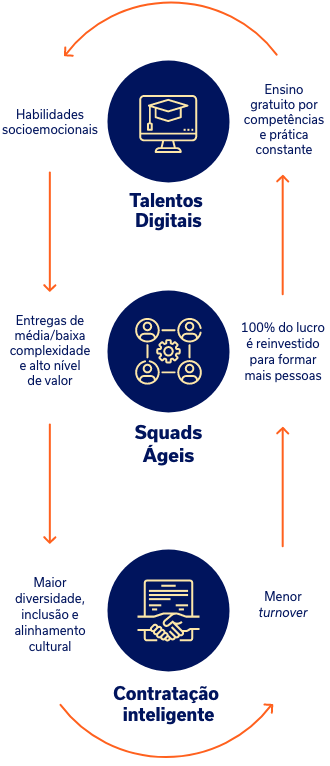 Habilidades
socioemocionais
Ensino
gratuito por
competências
e prática
constante
Talentos
Digitais
Entregas de
média/baixa
complexidade
e alto nível
de valor
100% do lucro
é reinvestido
para formar
mais pessoas
Squads
Ágeis
Maior
diversidade,
inclusão e
alinhamento
cultural
Menor
turnover
Contratação
inteligente